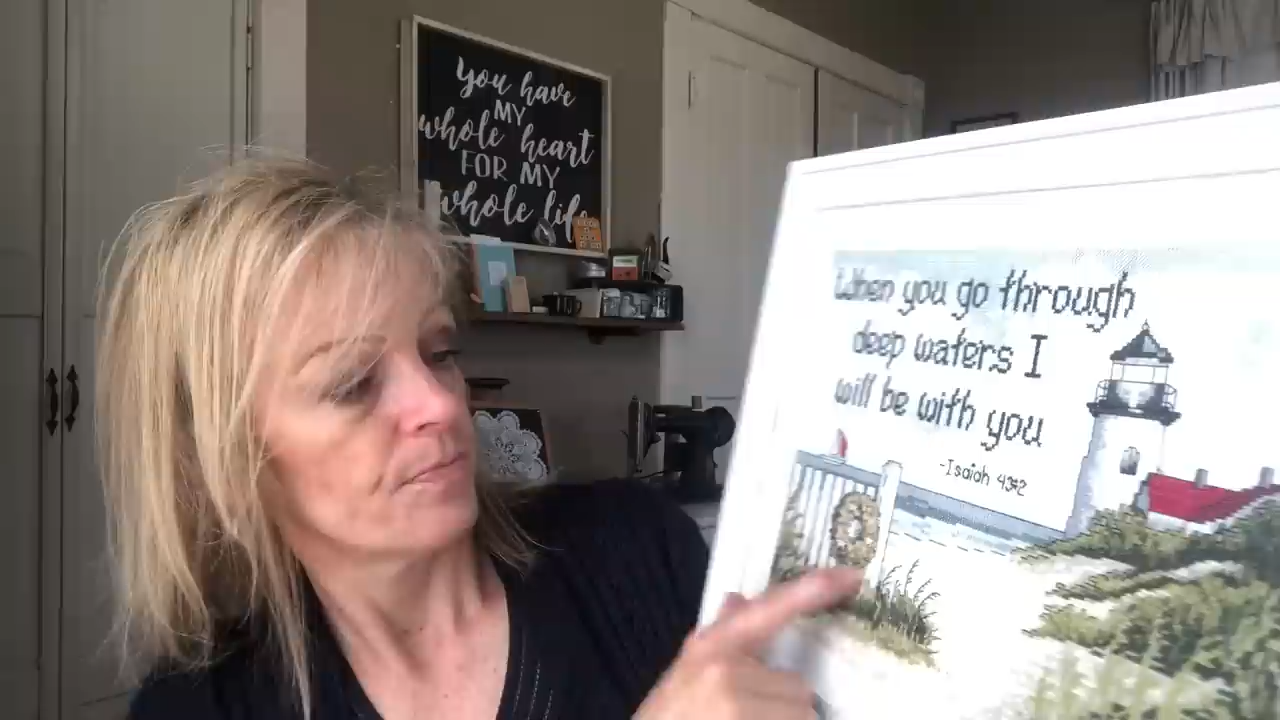 You have
MY
whole heart
FOR MY
whole life
When you go through
deep waters I
will be with you
-Isaiah 43:2